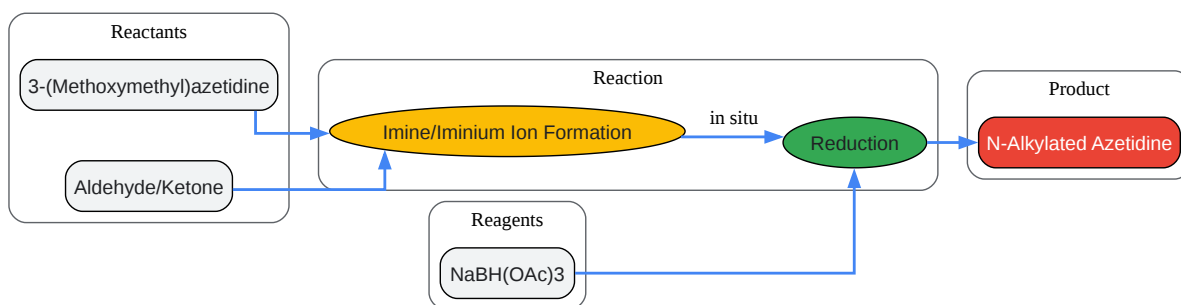 Reactants
3-(Methoxymethyl)azetidine
Aldehyde/Ketone
Reaction
Imine/Iminium Ion Formation
in situ
Reduction
Reagents
NaBH(OAc)3
Product
N-Alkylated Azetidine